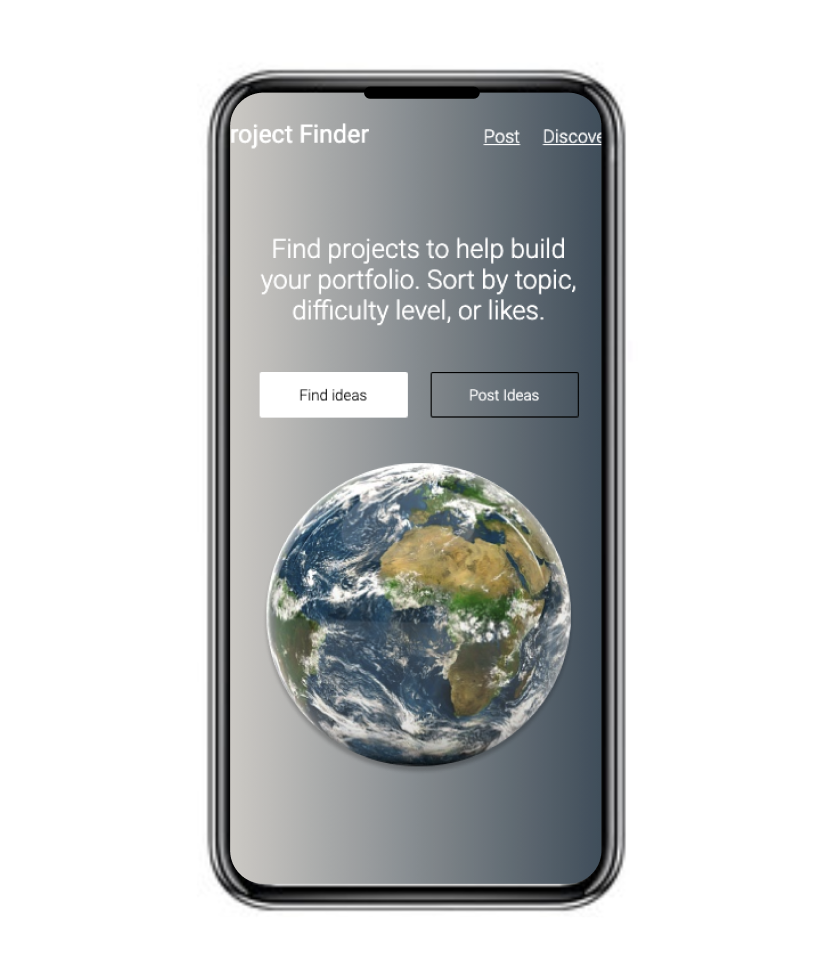 roject Finder Post Discove
Find projects to help build
your portfolio. Sort by topic,
difficulty level, or likes.
Find ideas Post Ideas